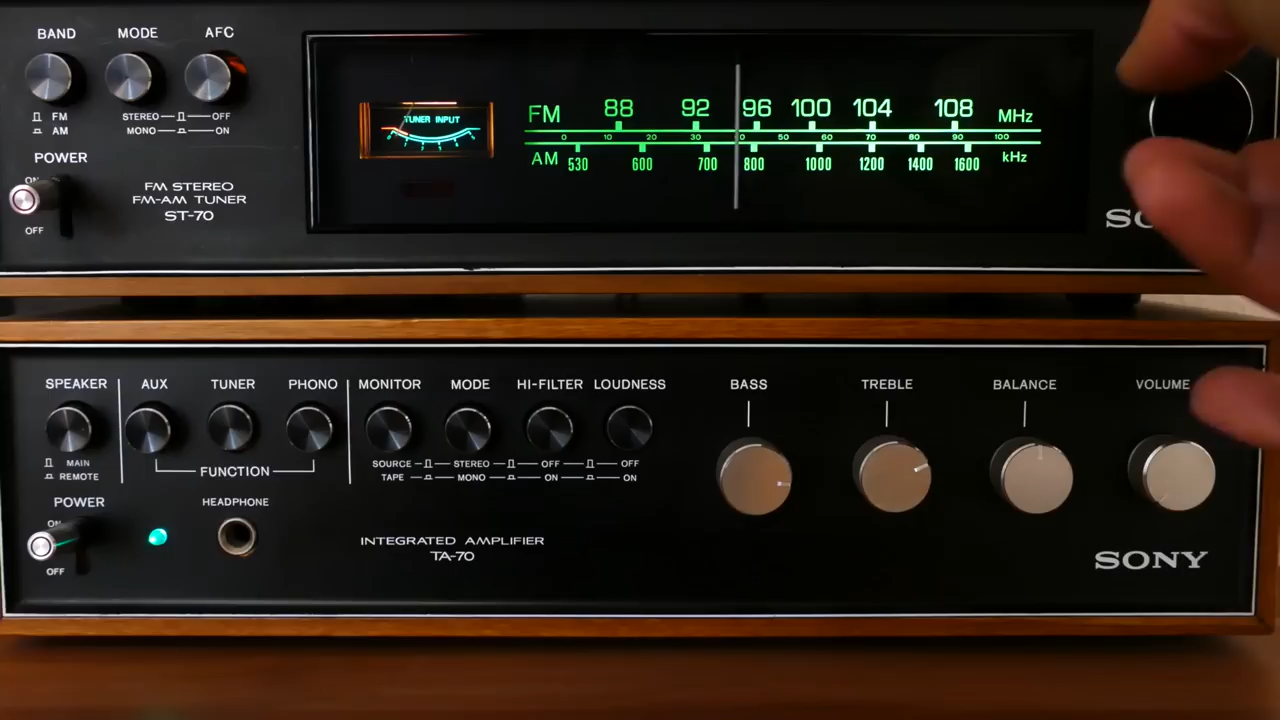 BAND MODE AFC
FM STEREO OFF
AM MONO ON
POWER
ON
OFF
FM STEREO
FM-AM TUNER
ST-70
TUNER INPUT
FM 88 92 96 100 104 108 MHz
0 10 20 30 50 60 70 80 90 100
AM 530 600 700 800 1000 1200 1400 1600 kHz
SPEAKER AUX TUNER PHONO MONITOR MODE HI-FILTER LOUDNESS BASS TREBLE BALANCE VOLUME
MAIN SOURCE STEREO OFF OFF
REMOTE FUNCTION TAPE MONO ON ON
POWER HEADPHONE
ON
OFF
INTEGRATED AMPLIFIER
TA-70
SONY